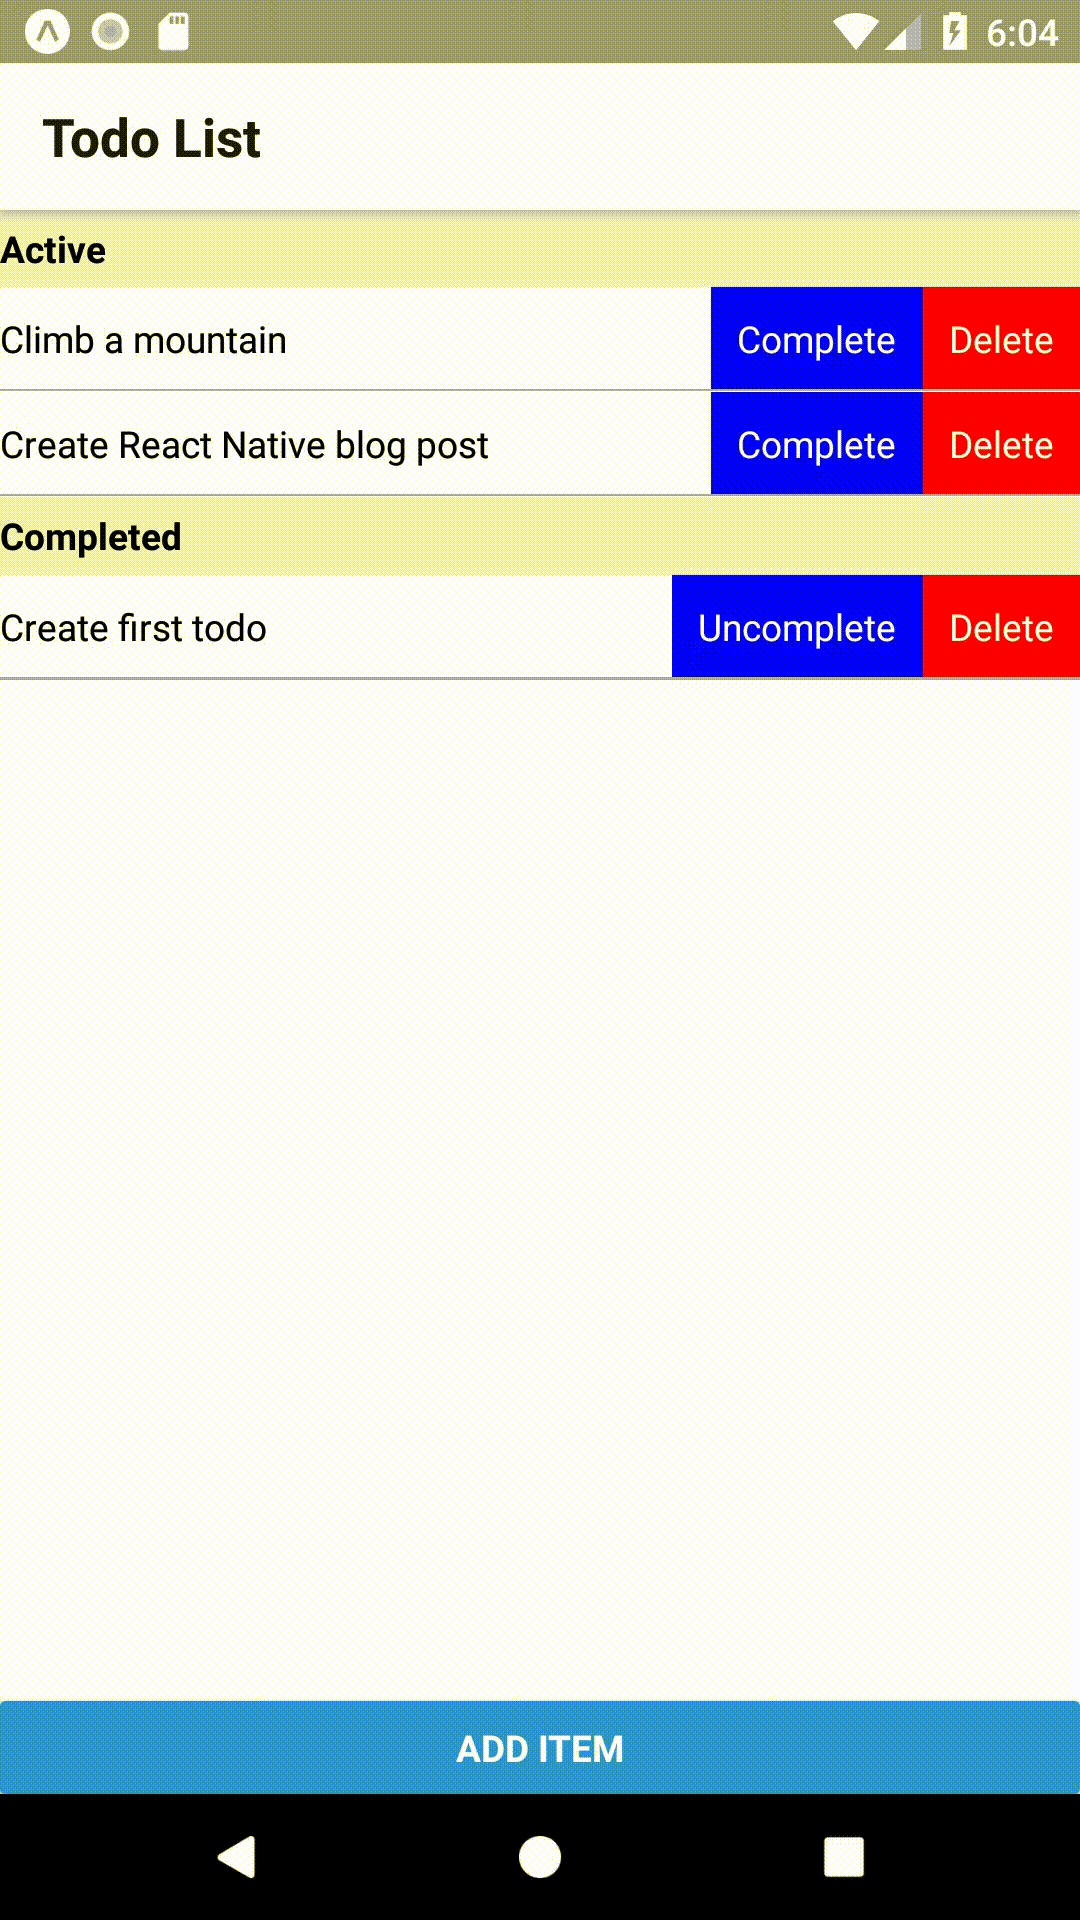 6:04
Todo List
Active
Climb a mountain Complete Delete
Create React Native blog post Complete Delete
Completed
Create first todo Uncomplete Delete
ADD ITEM